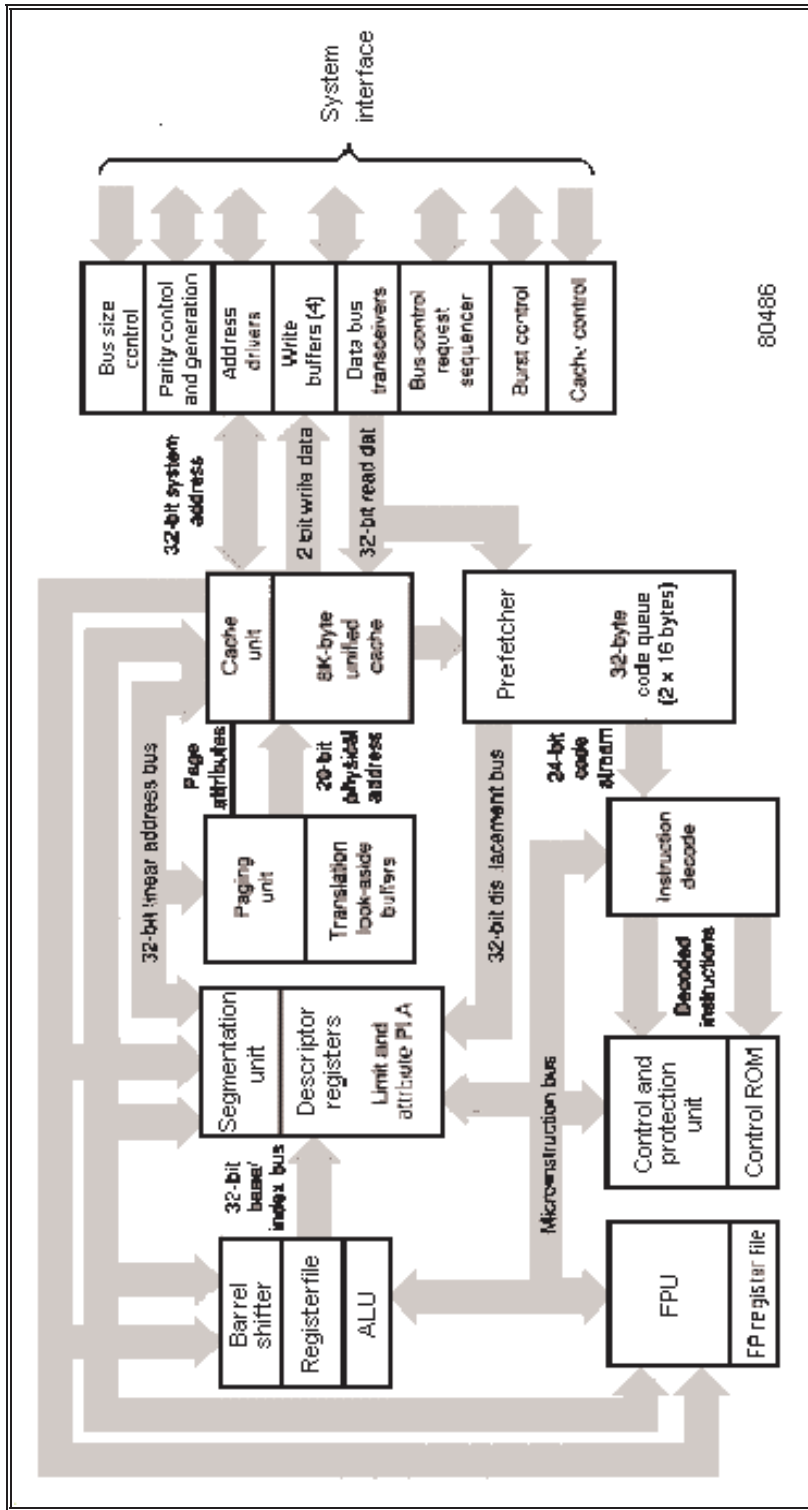 Barrel
shifter
Registerfile
ALU
32-bit
base/
index bus
Segmentation
unit
Descriptor
registers
Limit and
attribute PLA
32-bit linear address bus
Paging
unit
Translation
look-aside
buffers
Page
attributes
20-bit
physical
address
Cache
unit
8K-byte
unified
cache
32-bit system
address
2 bit write data
32-bit read dat
Bus size
control
Parity control
and generation
Address
drivers
Write
buffers (4)
Data bus
transceivers
Bus-control
request
sequencer
Burst control
Cache control
System
interface
Microinstruction bus
32-bit dis lacement bus
Prefetcher
32-byte
code queue
(2 x 16 bytes)
24-bit
code
stream
Instruction
decode
Decoded
instructions
Control and
protection
unit
Control ROM
FPU
FP register file
80486